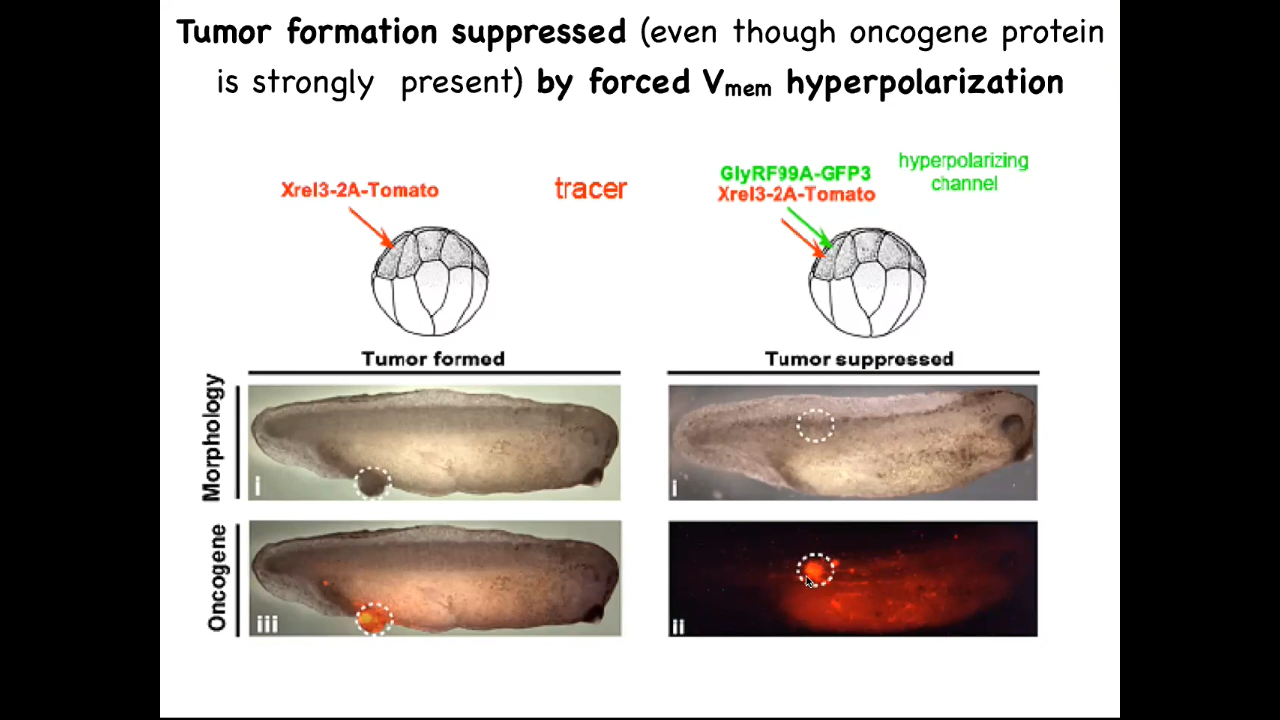 Tumor formation suppressed (even though oncogene protein
is strongly present) by forced Vmem hyperpolarization
Xrel3-2A-Tomato
tracer
GlyRF99A-GFP3
Xrel3-2A-Tomato
hyperpolarizing
channel
Tumor formed
Tumor suppressed
Morphology
i
i
Oncogene
iii
ii